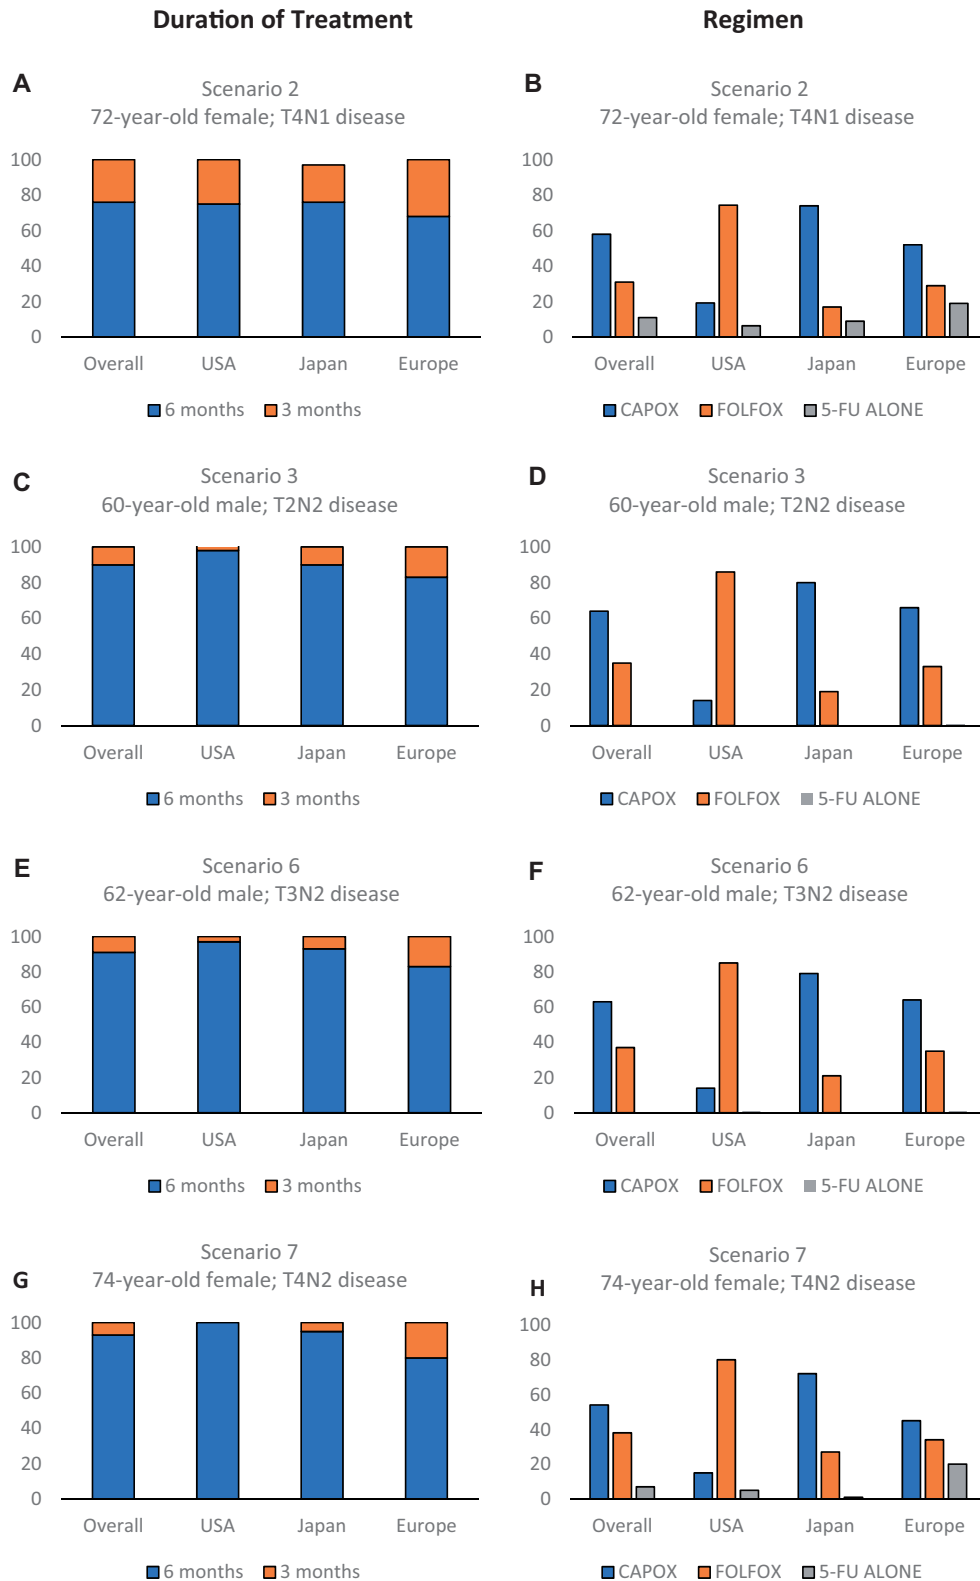 Duration of Treatment
Regimen
A
Scenario 2
72-year-old female; T4N1 disease
100
80
60
40
20
0
Overall USA Japan Europe
6 months 3 months
B
Scenario 2
72-year-old female; T4N1 disease
100
80
60
40
20
0
Overall USA Japan Europe
CAPOX FOLFOX 5-FU ALONE
C
Scenario 3
60-year-old male; T2N2 disease
100
80
60
40
20
0
Overall USA Japan Europe
6 months 3 months
D
Scenario 3
60-year-old male; T2N2 disease
100
80
60
40
20
0
Overall USA Japan Europe
CAPOX FOLFOX 5-FU ALONE
E
Scenario 6
62-year-old male; T3N2 disease
100
80
60
40
20
0
Overall USA Japan Europe
6 months 3 months
F
Scenario 6
62-year-old male; T3N2 disease
100
80
60
40
20
0
Overall USA Japan Europe
CAPOX FOLFOX 5-FU ALONE
G
Scenario 7
74-year-old female; T4N2 disease
100
80
60
40
20
0
Overall USA Japan Europe
6 months 3 months
H
Scenario 7
74-year-old female; T4N2 disease
100
80
60
40
20
0
Overall USA Japan Europe
CAPOX FOLFOX 5-FU ALONE